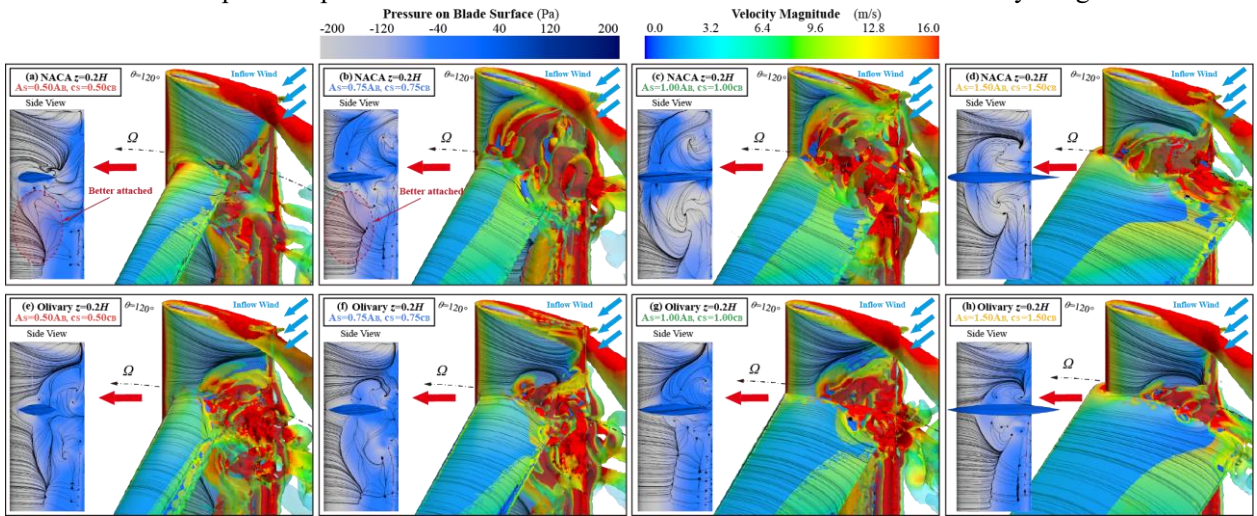 Pressure on Blade Surface (Pa)
-200 -120 -40 40 120 200
Velocity Magnitude (m/s)
0.0 3.2 6.4 9.6 12.8 16.0
(a) NACA z=0.2H
As=0.50AB, cs=0.50cB
Side View
θ=120°
Inflow Wind
Ω
Better attached
(b) NACA z=0.2H
As=0.75AB, cs=0.75cB
Side View
θ=120°
Inflow Wind
Ω
Better attached
(c) NACA z=0.2H
As=1.00AB, cs=1.00cB
Side View
θ=120°
Inflow Wind
Ω
(d) NACA z=0.2H
As=1.50AB, cs=1.50cB
Side View
θ=120°
Inflow Wind
Ω
(e) Olivary z=0.2H
As=0.50AB, cs=0.50cB
Side View
θ=120°
Inflow Wind
Ω
(f) Olivary z=0.2H
As=0.75AB, cs=0.75cB
Side View
θ=120°
Inflow Wind
Ω
(g) Olivary z=0.2H
As=1.00AB, cs=1.00cB
Side View
θ=120°
Inflow Wind
Ω
(h) Olivary z=0.2H
As=1.50AB, cs=1.50cB
Side View
θ=120°
Inflow Wind
Ω